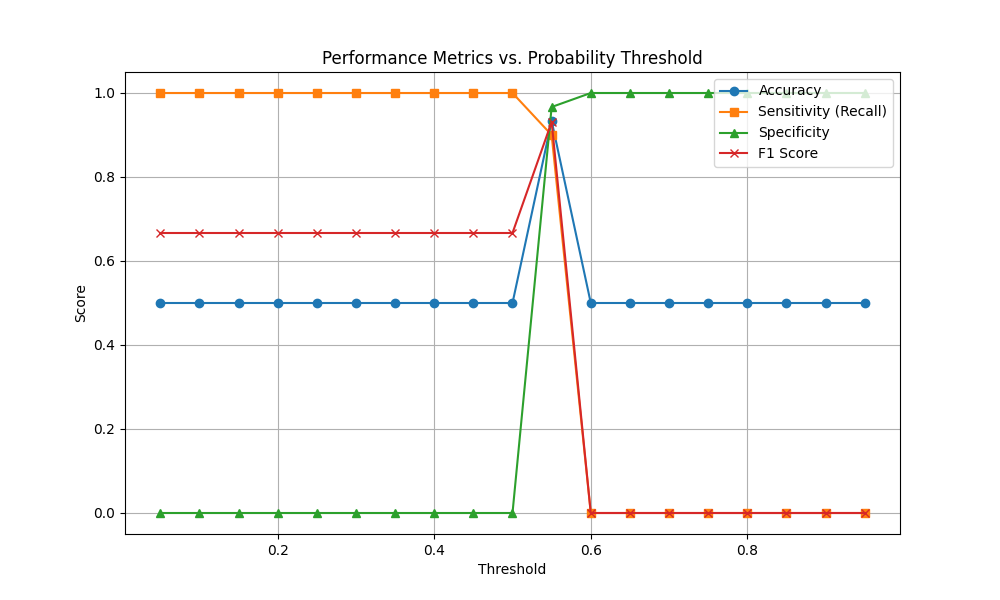 Performance Metrics vs. Probability Threshold
1.0
0.8
0.6
0.4
0.2
0.0
Score
Accuracy
Sensitivity (Recall)
Specificity
F1 Score
0.2
0.4
0.6
0.8
Threshold